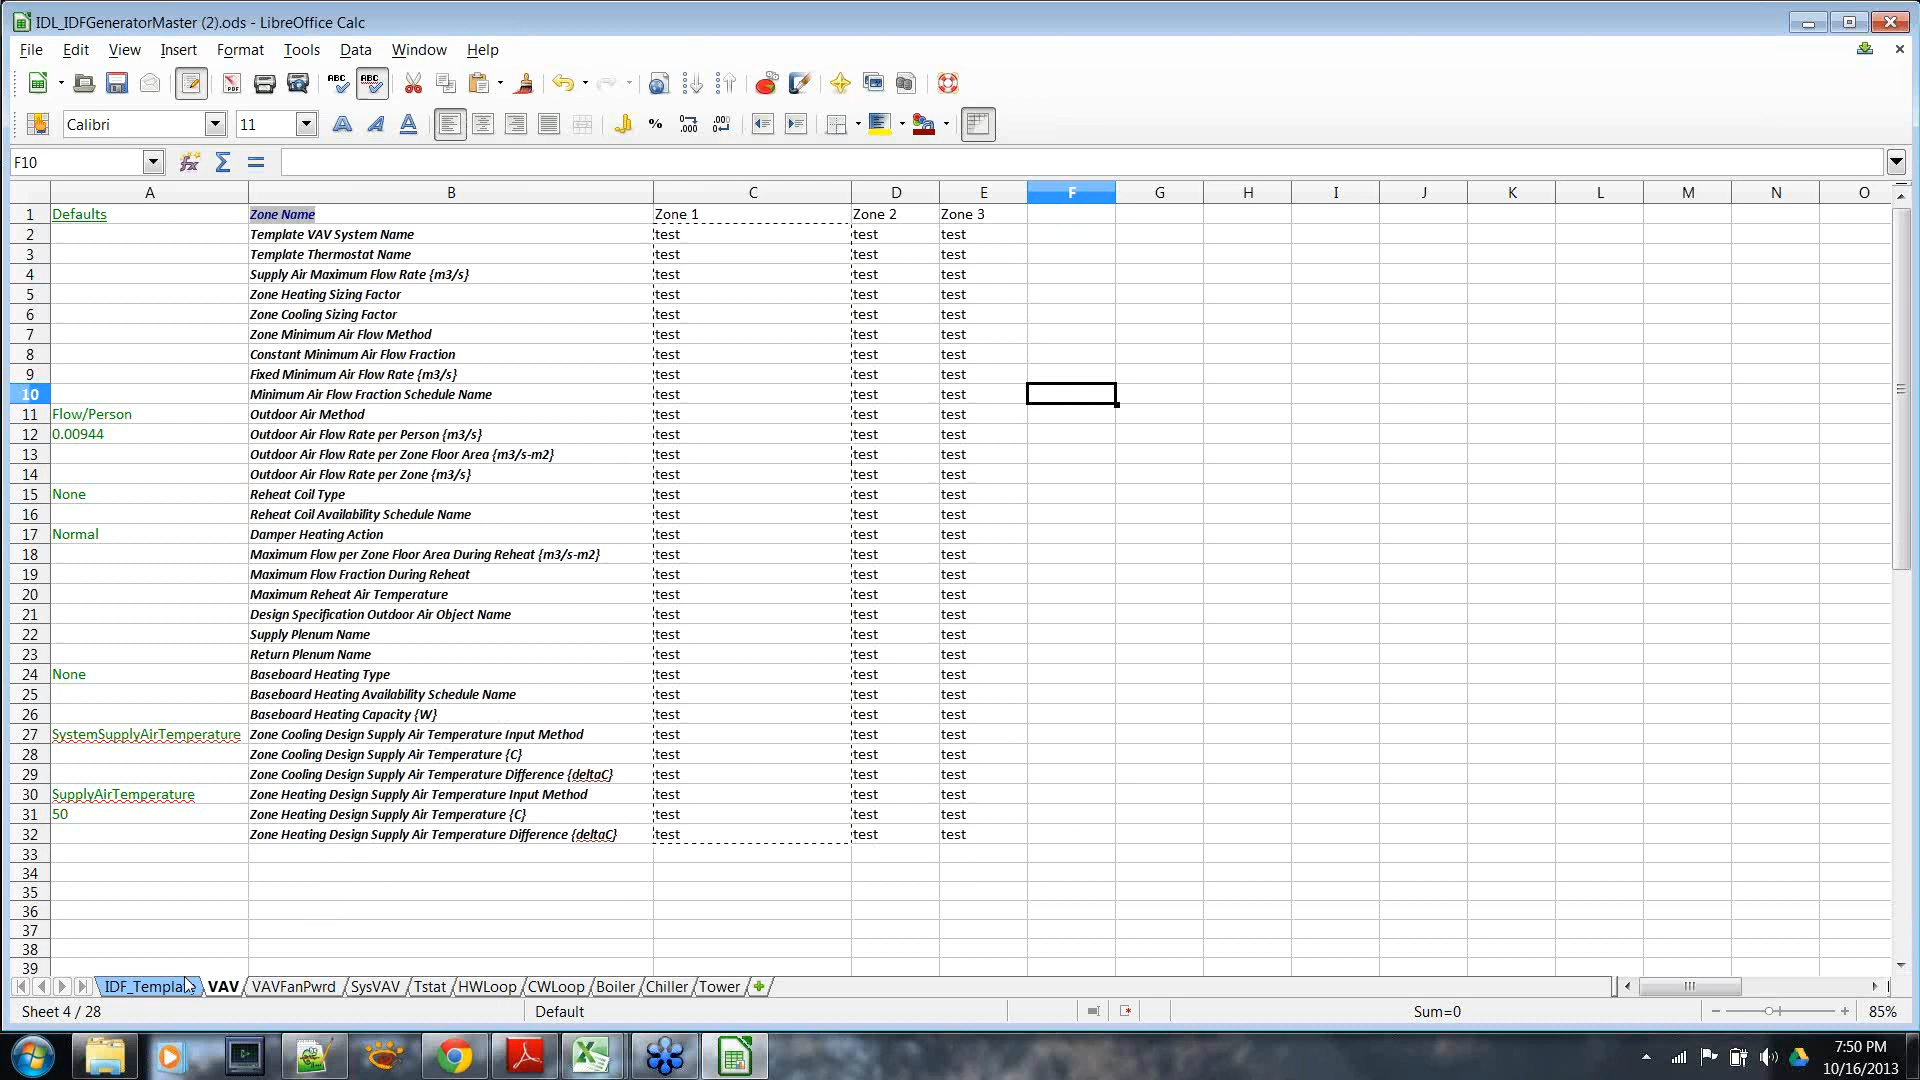 IDL_IDFGeneratorMaster (2).ods - LibreOffice Calc
File Edit View Insert Format Tools Data Window Help
Calibri 11
F10
A B C D E F G H I J K L M N O
1 Defaults Zone Name Zone 1 Zone 2 Zone 3
2 Template VAV System Name test test test
3 Template Thermostat Name test test test
4 Supply Air Maximum Flow Rate {m3/s} test test test
5 Zone Heating Sizing Factor test test test
6 Zone Cooling Sizing Factor test test test
7 Zone Minimum Air Flow Method test test test
8 Constant Minimum Air Flow Fraction test test test
9 Fixed Minimum Air Flow Rate {m3/s} test test test
10 Minimum Air Flow Fraction Schedule Name test test test
11 Flow/Person Outdoor Air Method test test test
12 0.00944 Outdoor Air Flow Rate per Person {m3/s} test test test
13 Outdoor Air Flow Rate per Zone Floor Area {m3/s-m2} test test test
14 Outdoor Air Flow Rate per Zone {m3/s} test test test
15 None Reheat Coil Type test test test
16 Reheat Coil Availability Schedule Name test test test
17 Normal Damper Heating Action test test test
18 Maximum Flow per Zone Floor Area During Reheat {m3/s-m2} test test test
19 Maximum Flow Fraction During Reheat test test test
20 Maximum Reheat Air Temperature test test test
21 Design Specification Outdoor Air Object Name test test test
22 Supply Plenum Name test test test
23 Return Plenum Name test test test
24 None Baseboard Heating Type test test test
25 Baseboard Heating Availability Schedule Name test test test
26 Baseboard Heating Capacity {W} test test test
27 SystemSupplyAirTemperature Zone Cooling Design Supply Air Temperature Input Method test test test
28 Zone Cooling Design Supply Air Temperature {C} test test test
29 Zone Cooling Design Supply Air Temperature Difference {deltaC} test test test
30 SupplyAirTemperature Zone Heating Design Supply Air Temperature Input Method test test test
31 50 Zone Heating Design Supply Air Temperature {C} test test test
32 Zone Heating Design Supply Air Temperature Difference {deltaC} test test test
33
34
35
36
37
38
39
IDF_Template VAV VAVFanPwrd SysVAV Tstat HWLoop CWLoop Boiler Chiller Tower
Sheet 4 / 28 Default Sum=0 85%
7:50 PM
10/16/2013